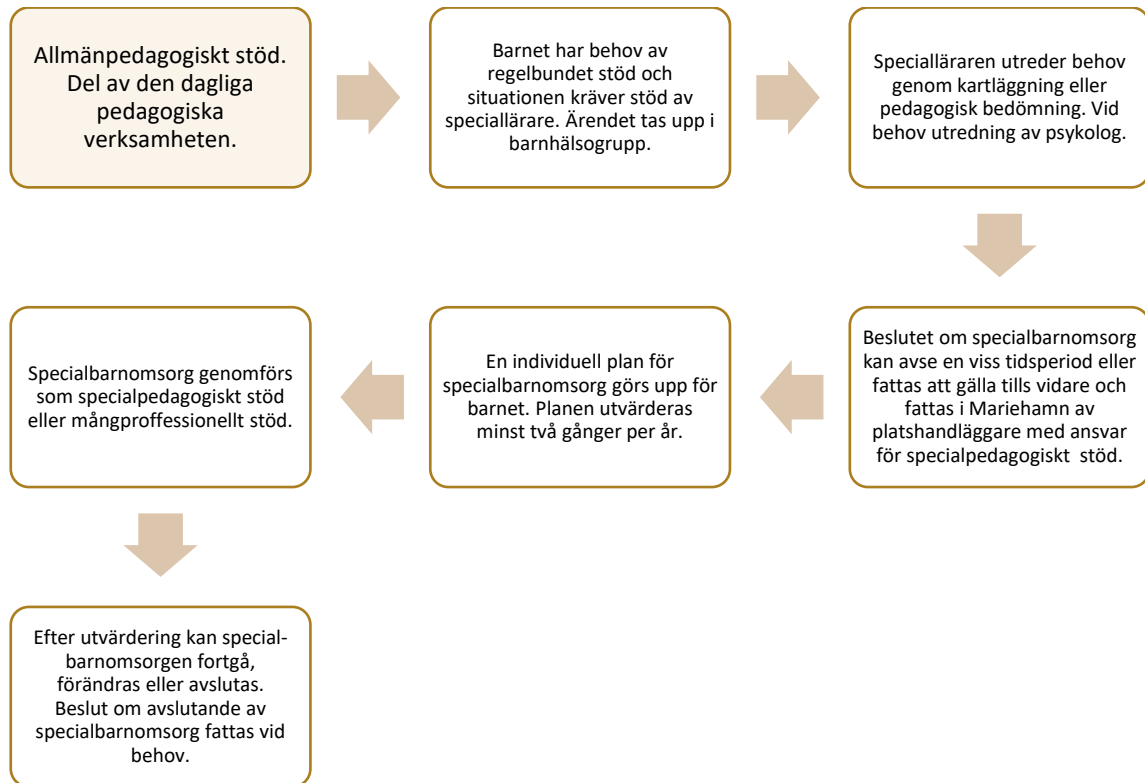 Allmänpedagogiskt stöd.
Del av den dagliga
pedagogiska
verksamheten.
Barnet har behov av
regelbundet stöd och
situationen kräver stöd av
speciallärare. Ärendet tas upp i
barnhälsogrupp.
Specialläraren utreder behov
genom kartläggning eller
pedagogisk bedömning. Vid
behov utredning av psykolog.
Beslutet om specialbarnomsorg
kan avse en viss tidsperiod eller
fattas att gälla tills vidare och
fattas i Mariehamn av
platshandläggare med ansvar
för specialpedagogiskt stöd.
En individuell plan för
specialbarnomsorg görs upp för
barnet. Planen utvärderas
minst två gånger per år.
Specialbarnomsorg genomförs
som specialpedagogiskt stöd
eller mångproffessionellt stöd.
Efter utvärdering kan special-
barnomsorgen fortgå,
förändras eller avslutas.
Beslut om avslutande av
specialbarnomsorg fattas vid
behov.